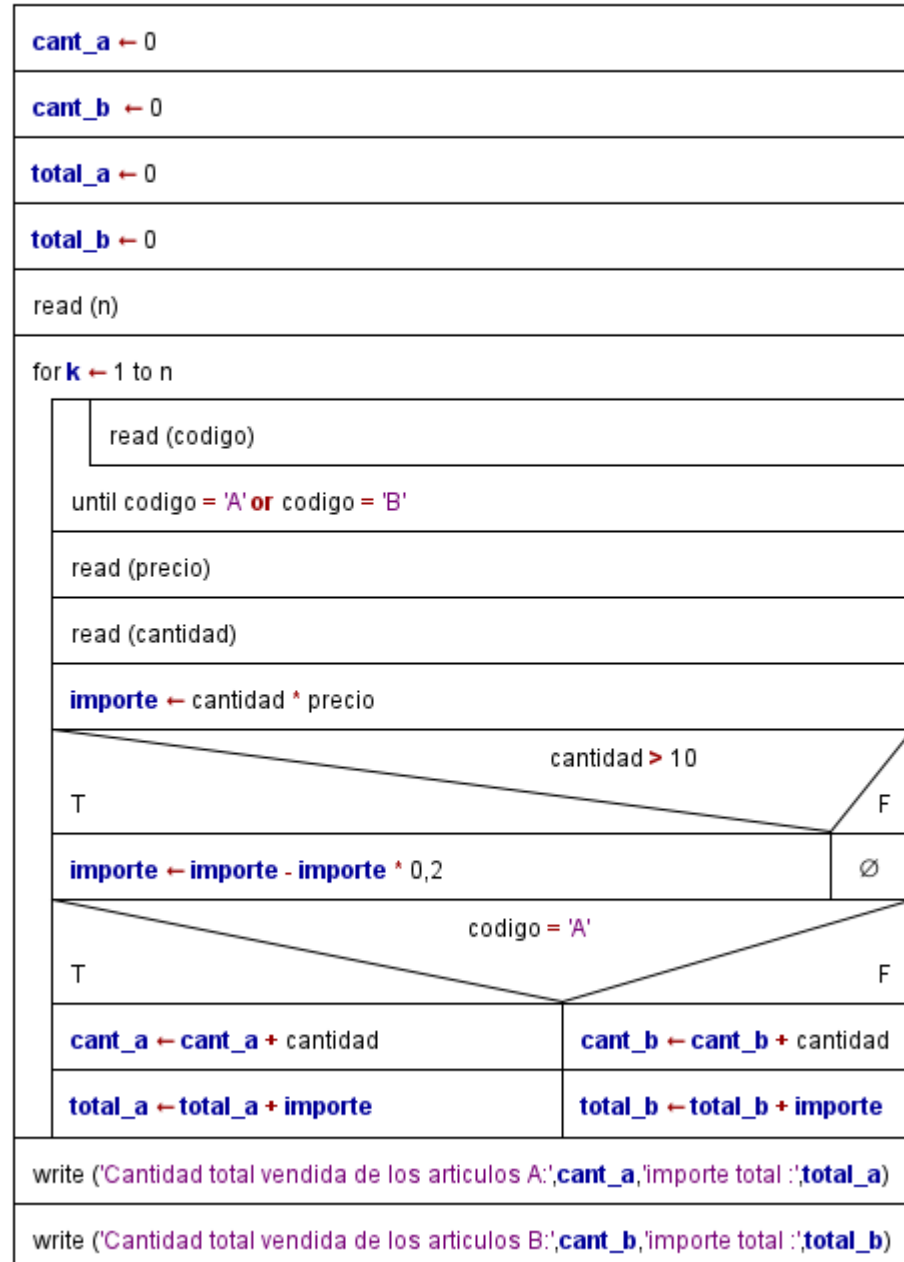 cant_a ← 0
cant_b ← 0
total_a ← 0
total_b ← 0
read (n)
for k ← 1 to n
read (codigo)
until codigo = 'A' or codigo = 'B'
read (precio)
read (cantidad)
importe ← cantidad * precio
cantidad > 10
T F
importe ← importe - importe * 0,2 ∅
codigo = 'A'
T F
cant_a ← cant_a + cantidad cant_b ← cant_b + cantidad
total_a ← total_a + importe total_b ← total_b + importe
write ('Cantidad total vendida de los articulos A:',cant_a,'importe total :',total_a)
write ('Cantidad total vendida de los articulos B:',cant_b,'importe total :',total_b)